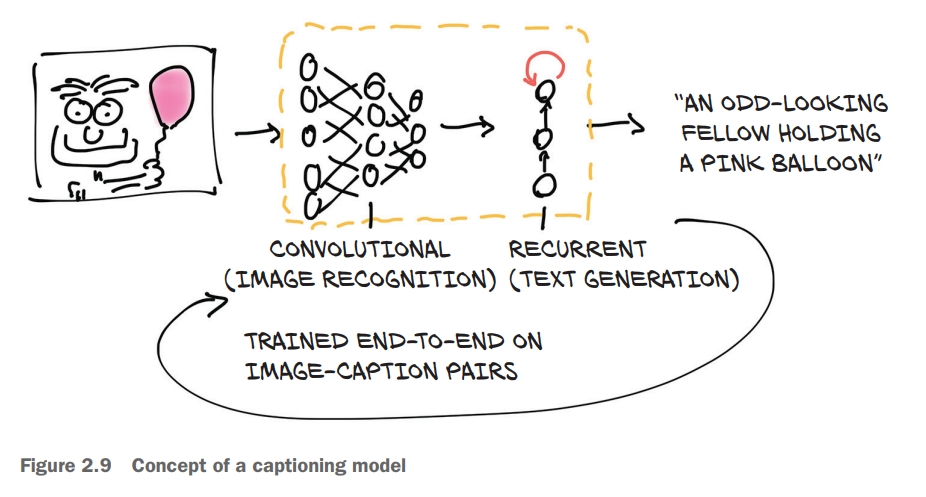 "AN ODD-LOOKING
FELLOW HOLDING
A PINK BALLOON"
CONVOLUTIONAL
(IMAGE RECOGNITION)
RECURRENT
(TEXT GENERATION)
TRAINED END-TO-END ON
IMAGE-CAPTION PAIRS
Figure 2.9 Concept of a captioning model